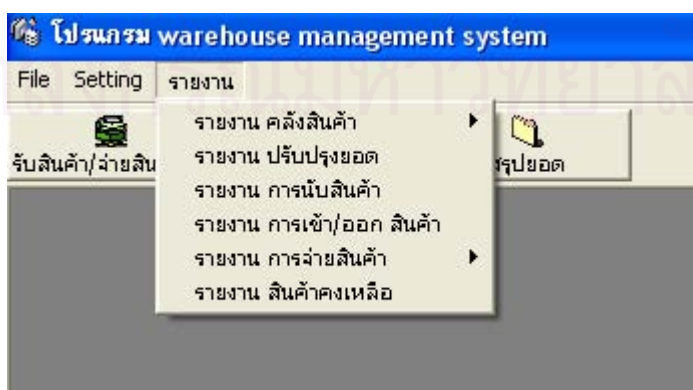 โปรแกรม warehouse management system
File Setting รายงาน
รายงาน คลังสินค้า
รายงาน ปรับปรุงยอด
รายงาน การนับสินค้า
รายงาน การเข้า/ออก สินค้า
รายงาน การจ่ายสินค้า
รายงาน สินค้าคงเหลือ
รับสินค้า/จ่ายสิน
รุปยอด